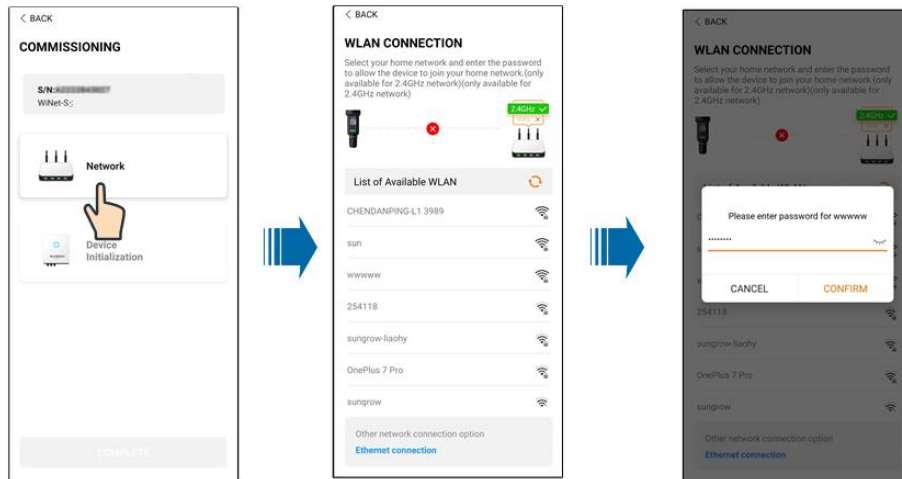 < BACK
COMMISSIONING
S/N:
WiNet-S
Network
Device
Initialization
COMPLETE
< BACK
WLAN CONNECTION
Select your home network and enter the password
to allow the device to join your home network.(only
available for 2.4GHz network)(only available for
2.4GHz network)
2.4GHz
List of Available WLAN
CHENDANPING-L1 3989
sun
wwwww
254118
sungrow-liaohy
OnePlus 7 Pro
sungrow
Other network connection option
Ethernet connection
< BACK
WLAN CONNECTION
Select your home network and enter the password
to allow the device to join your home network.(only
available for 2.4GHz network)(only available for
2.4GHz network)
2.4GHz
Please enter password for wwwww
CANCEL
CONFIRM
254118
sungrow-liaohy
OnePlus 7 Pro
sungrow
Other network connection option
Ethernet connection